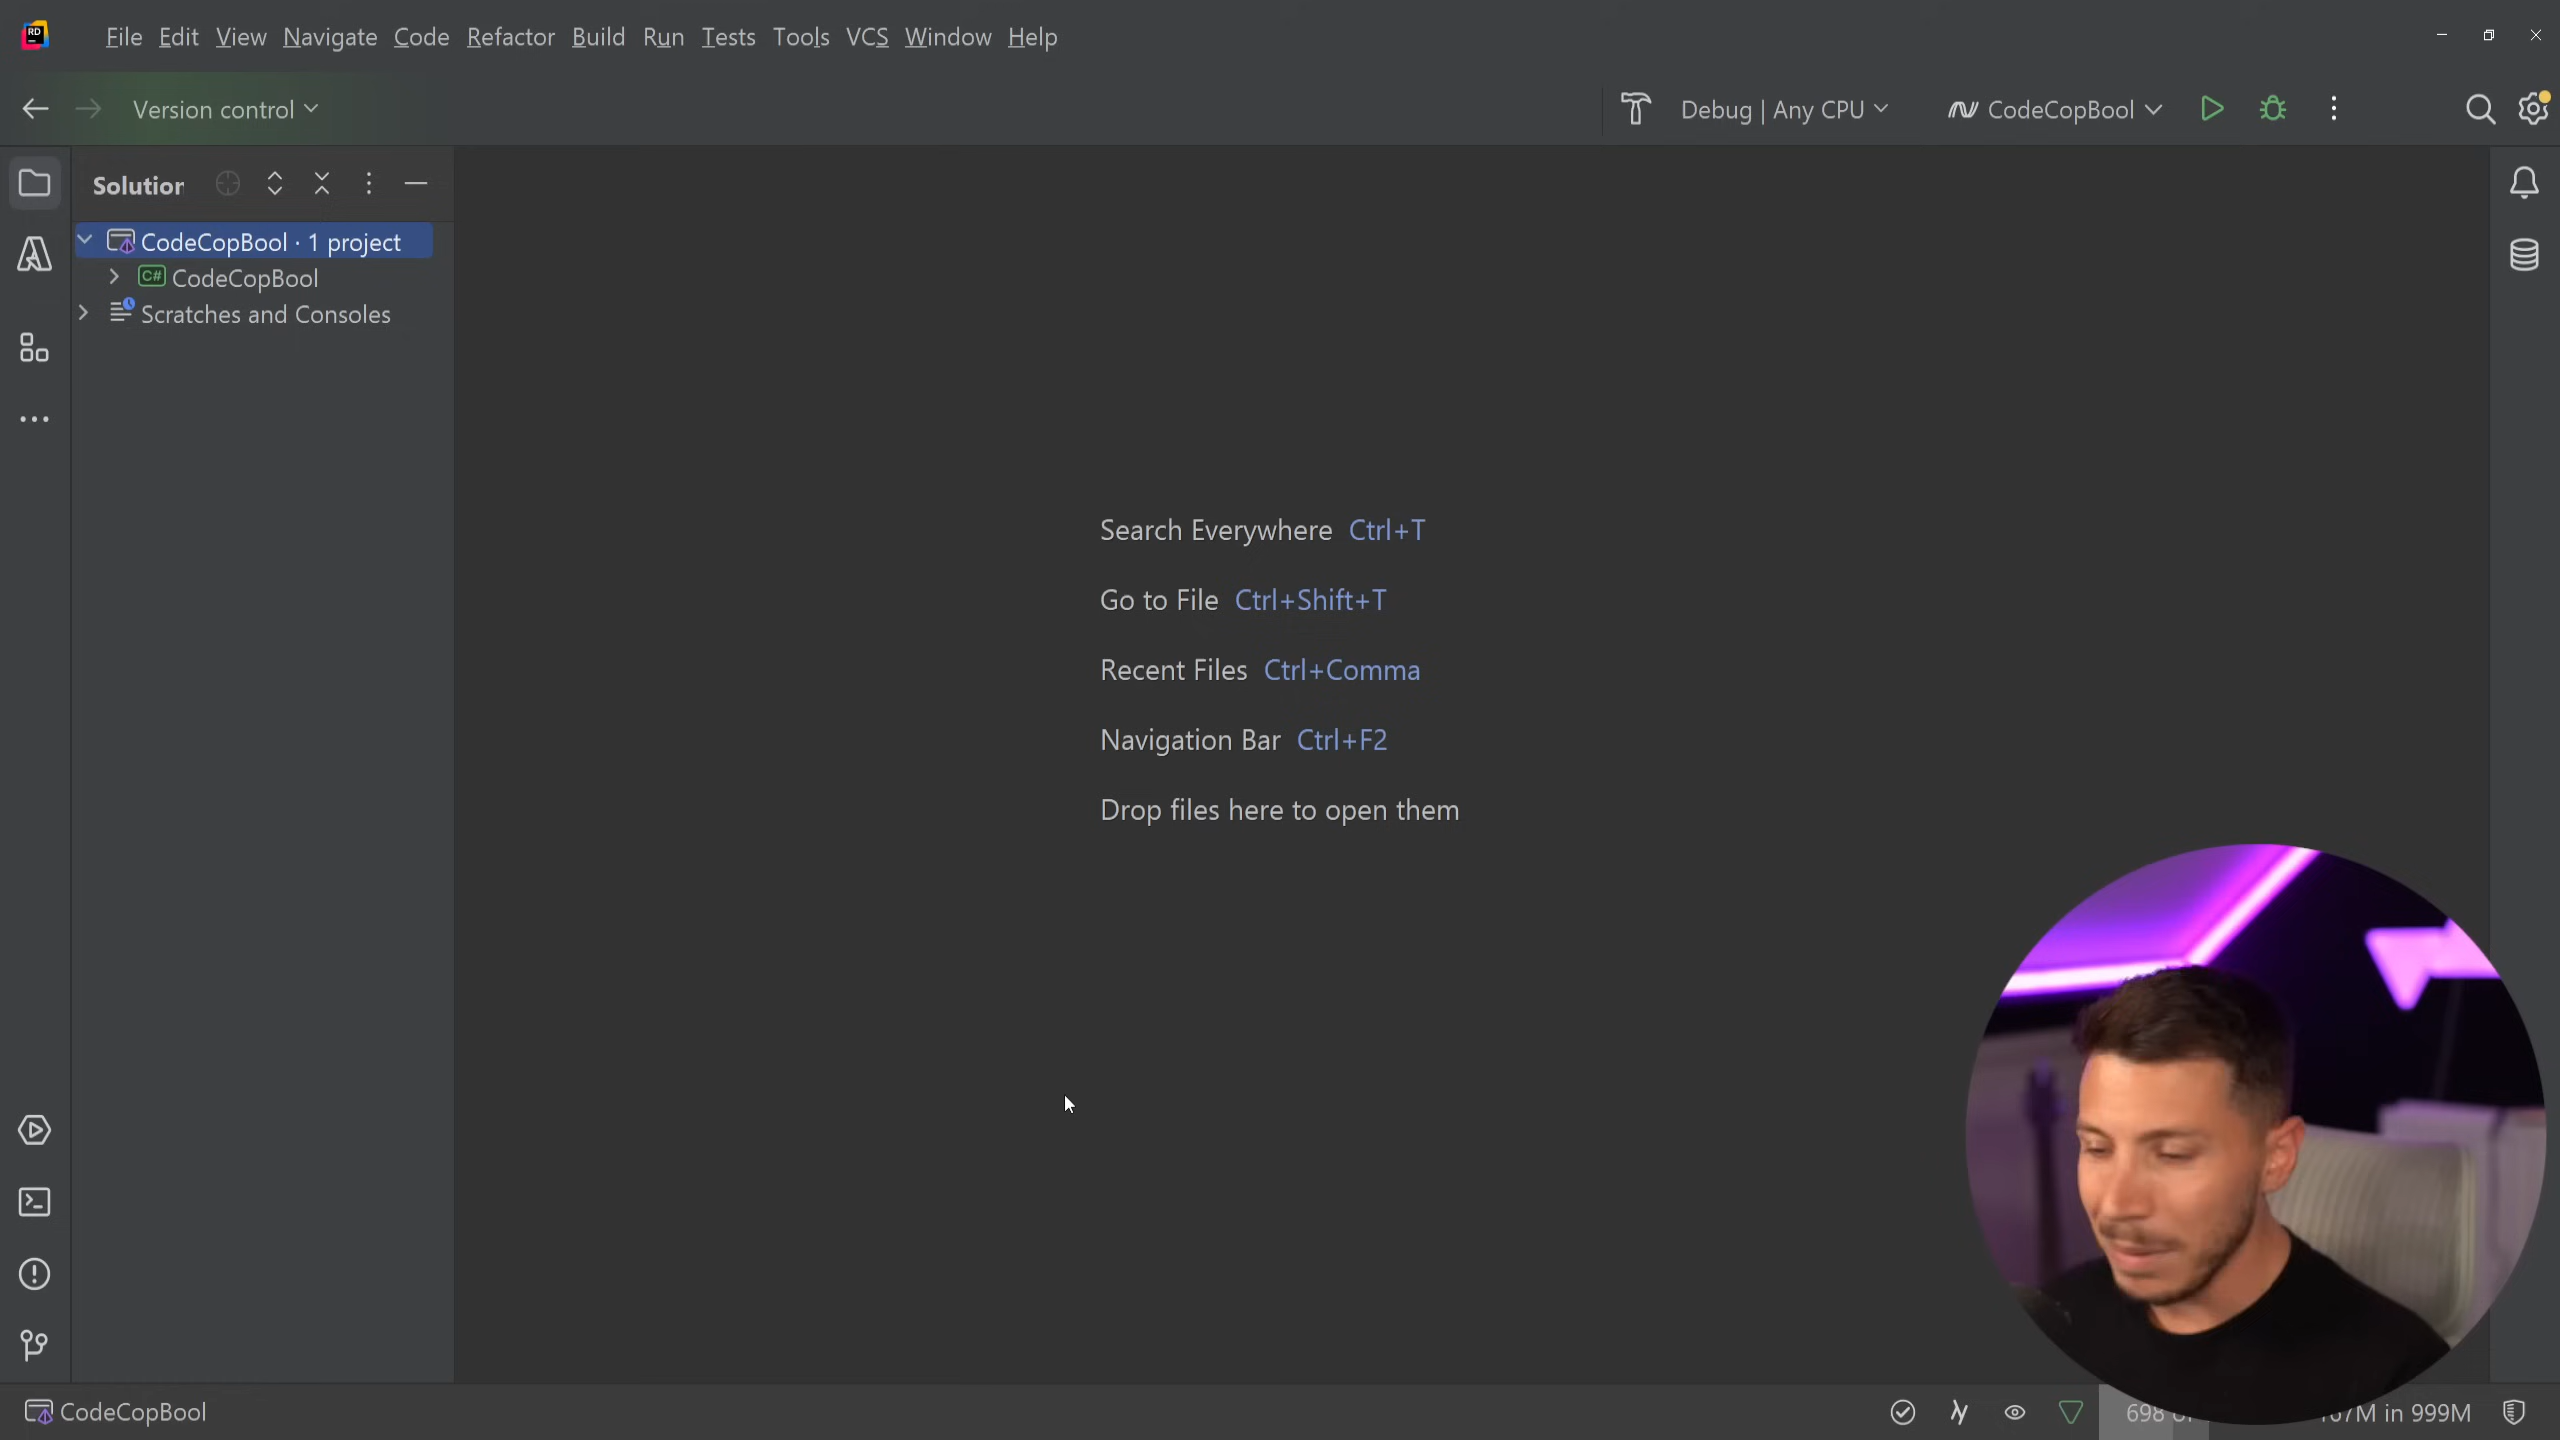 RD
File Edit View Navigate Code Refactor Build Run Tests Tools VCS Window Help
Version control
Debug | Any CPU
CodeCopBool
Solution
CodeCopBool · 1 project
C# CodeCopBool
Scratches and Consoles
Search Everywhere Ctrl+T
Go to File Ctrl+Shift+T
Recent Files Ctrl+Comma
Navigation Bar Ctrl+F2
Drop files here to open them
CodeCopBool
698 in 999M